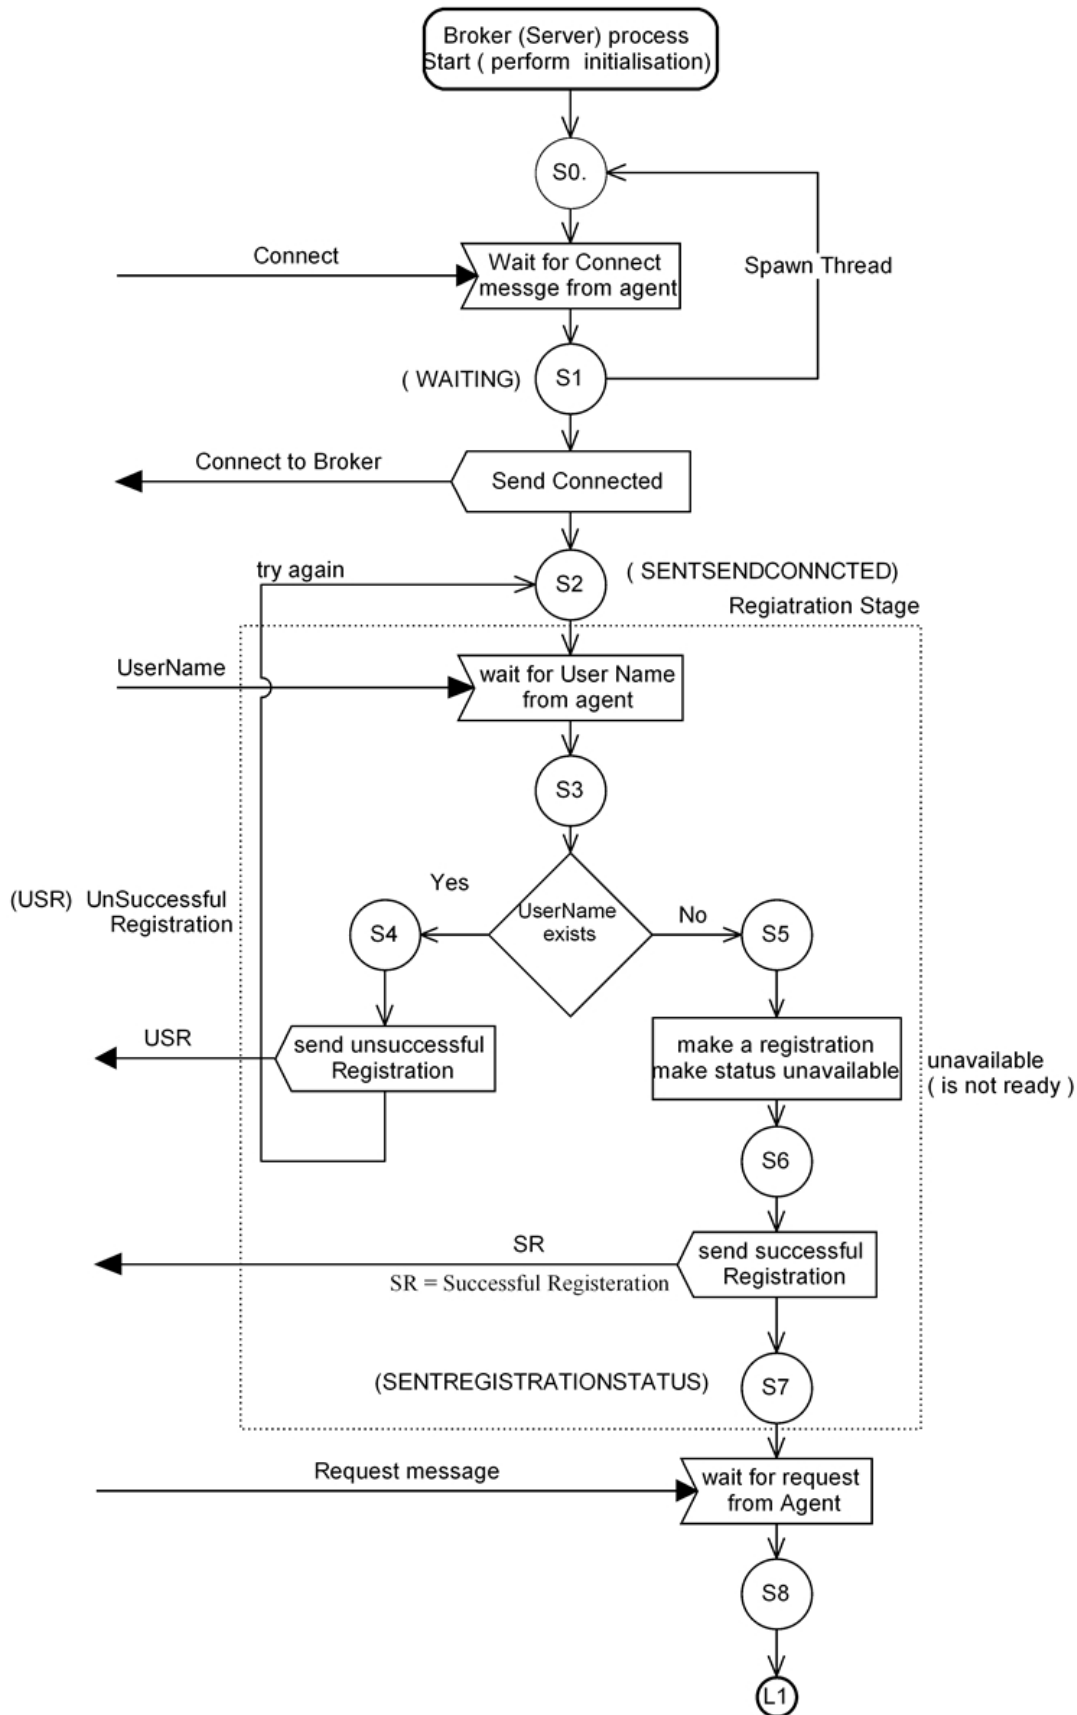 Broker (Server) process
Start ( perform initialisation)
S0.
Connect
Wait for Connect
messge from agent
Spawn Thread
( WAITING)
S1
Connect to Broker
Send Connected
try again
S2
( SENTSENDCONNCTED)
Regiatration Stage
UserName
wait for User Name
from agent
S3
Yes
UserName
exists
No
(USR) UnSuccessful
Registration
S4
S5
USR
send unsuccessful
Registration
make a registration
make status unavailable
unavailable
( is not ready )
S6
SR
SR = Successful Registeration
send successful
Registration
(SENTREGISTRATIONSTATUS)
S7
Request message
wait for request
from Agent
S8
L1